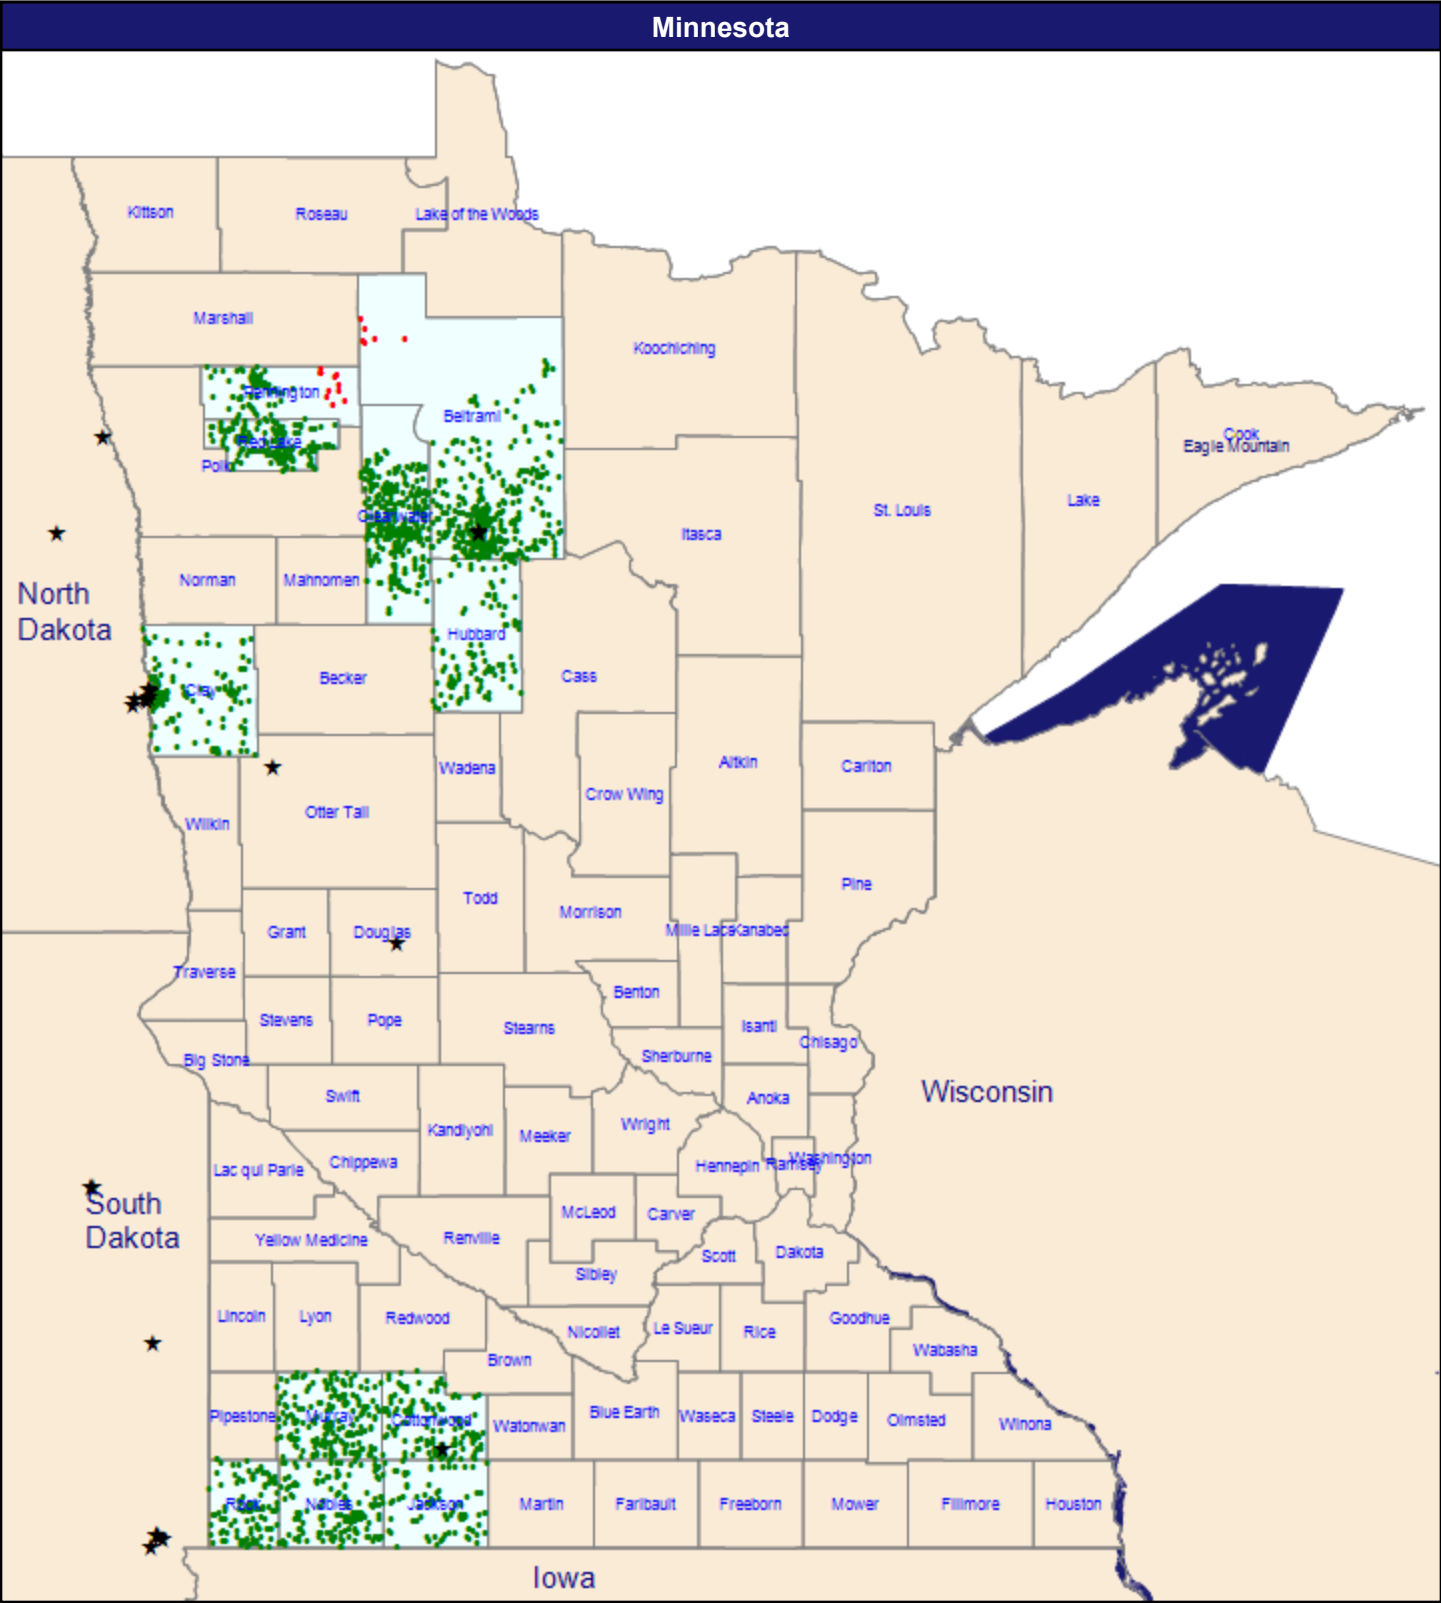 Minnesota
Kittson
Roseau
Lake of the Woods
Marshall
Koochiching
Pennington
Beltrami
Red Lake
Polk
Cook
Eagle Mountain
Lake
St. Louis
Clearwater
Itasca
Norman
Mahnomen
North
Dakota
Hubbard
Becker
Clay
Cass
Wadena
Aitkin
Carlton
Crow Wing
Otter Tail
Wilkin
Pine
Todd
Morrison
Grant
Douglas
Mille Lacs
Kanabec
Traverse
Benton
Stevens
Pope
Stearns
Isanti
Chisago
Big Stone
Sherburne
Swift
Anoka
Wisconsin
Kandiyohi
Meeker
Wright
Lac qui Parle
Chippewa
Hennepin
Ramsey
Washington
South
Dakota
McLeod
Carver
Yellow Medicine
Renville
Scott
Dakota
Sibley
Lincoln
Lyon
Redwood
Nicollet
Le Sueur
Rice
Goodhue
Brown
Wabasha
Pipestone
Murray
Cottonwood
Watonwan
Blue Earth
Waseca
Steele
Dodge
Olmsted
Winona
Rock
Nobles
Jackson
Martin
Faribault
Freeborn
Mower
Fillmore
Houston
Iowa